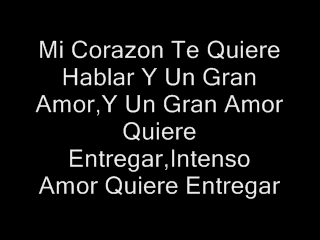 Mi Corazon Te Quiere
Hablar Y Un Gran
Amor,Y Un Gran Amor
Quiere
Entregar,Intenso
Amor Quiere Entregar